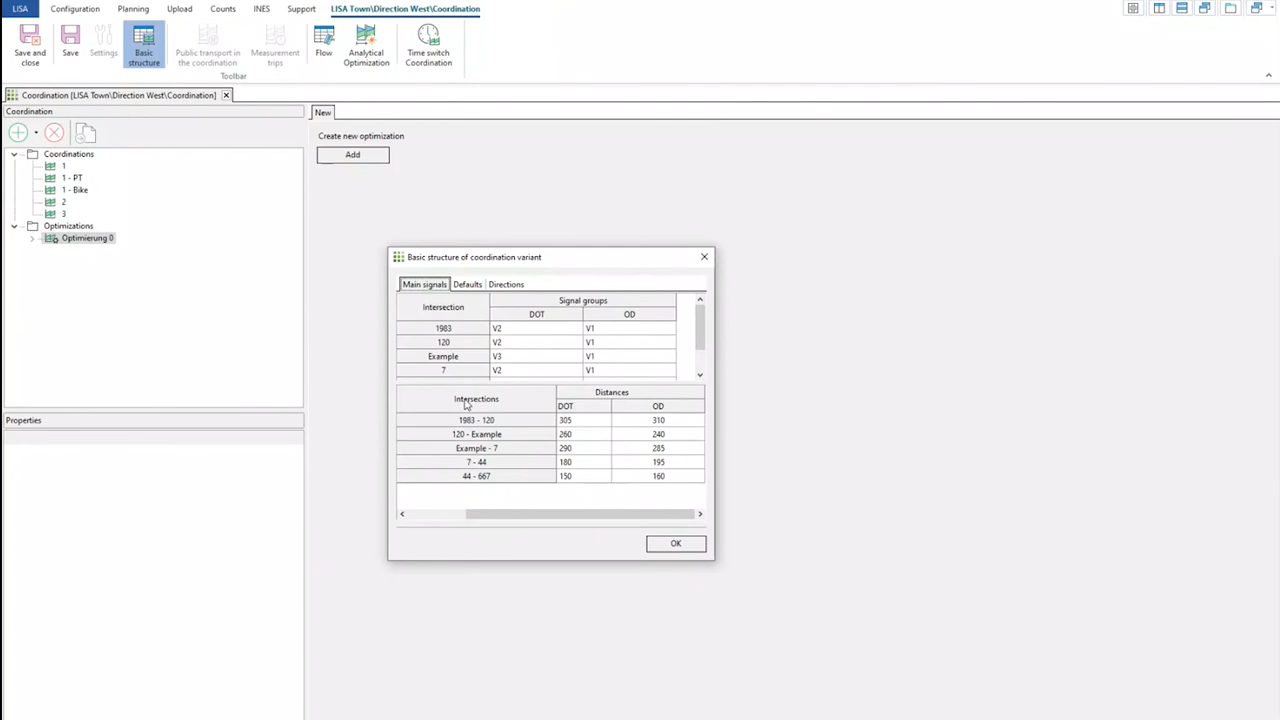 LISA Configuration Planning Upload Counts INES Support LISA Town\Direction West\Coordination
Save and close
Save
Settings
Basic structure
Public transport in the coordination
Measurement trips
Flow
Analytical Optimization
Time switch Coordination
Toolbar
Coordination [LISA Town\Direction West\Coordination]
Coordination
New
Create new optimization
Add
Coordinations
1
1 - PT
1 - Bike
2
3
Optimizations
Optimierung 0
Properties
Basic structure of coordination variant
Main signals Defaults Directions
Intersection Signal groups
DOT OD
1983 V2 V1
120 V2 V1
Example V3 V1
7 V2 V1
Intersections Distances
DOT OD
1983 - 120 305 310
120 - Example 260 240
Example - 7 290 285
7 - 44 180 195
44 - 667 150 160
OK